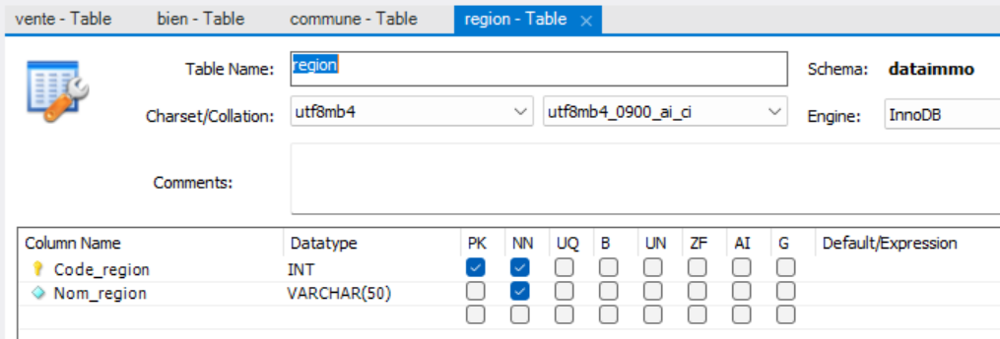 vente - Table bien - Table commune - Table region - Table ×
Table Name: region Schema: dataimmo
Charset/Collation: utf8mb4 utf8mb4_0900_ai_ci Engine: InnoDB
Comments:
Column Name Datatype PK NN UQ B UN ZF AI G Default/Expression
Code_region INT
Nom_region VARCHAR(50)